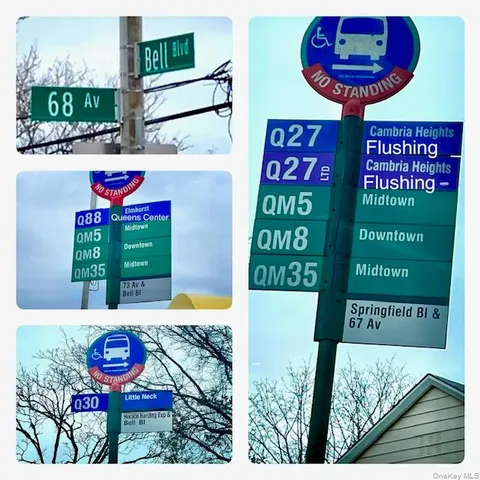 Bell Blvd
68 Av
NO STANDING
Q88 Elmhurst
Queens Center
QM5 Midtown
QM8 Downtown
QM35 Midtown
73 Av &
Bell Bl
NO STANDING
Q30 Little Neck
Horace Harding Exp &
Bell Bl
NO STANDING
Q27 Cambria Heights
Flushing
Q27 LTD Cambria Heights
Flushing -
QM5 Midtown
QM8 Downtown
QM35 Midtown
Springfield Bl &
67 Av
OneKey MLS